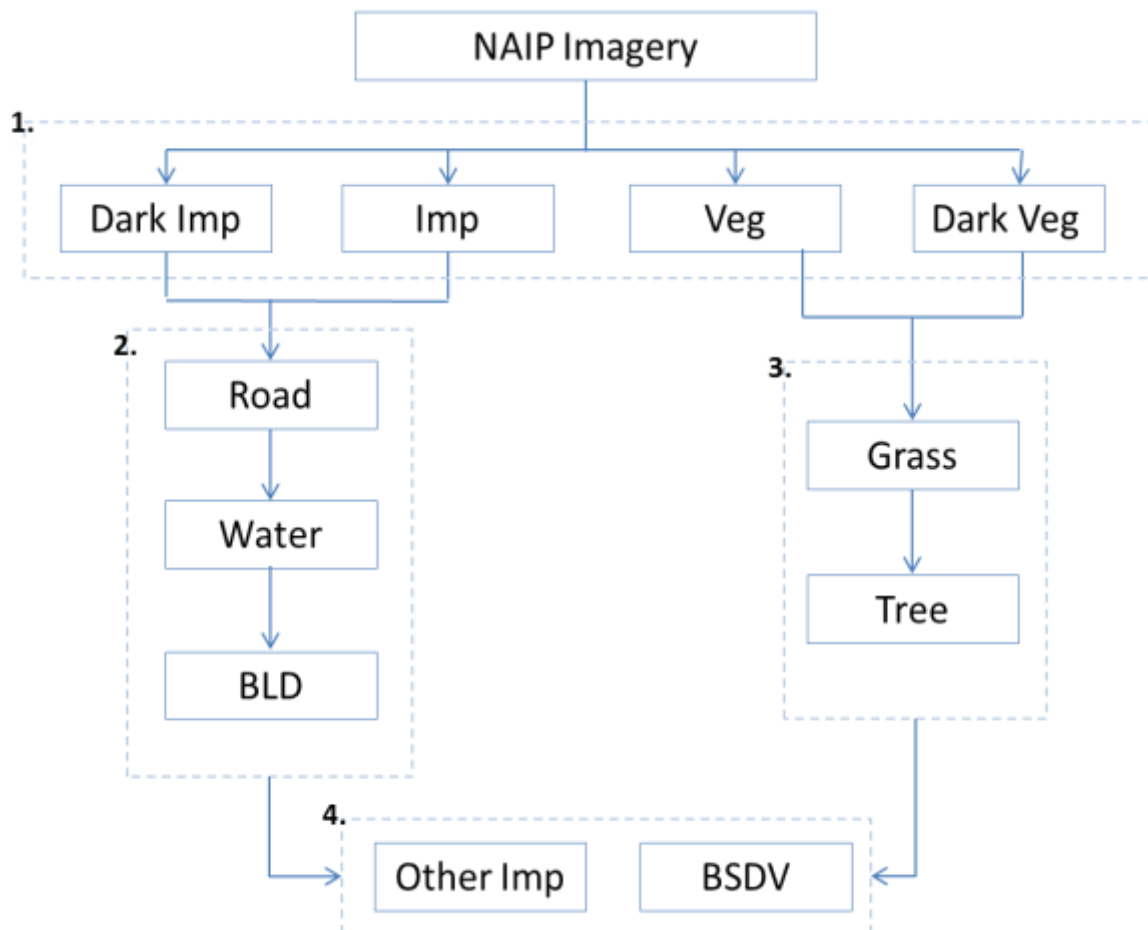 NAIP Imagery
1.
Dark Imp
Imp
Veg
Dark Veg
2.
Road
Water
BLD
3.
Grass
Tree
4.
Other Imp
BSDV